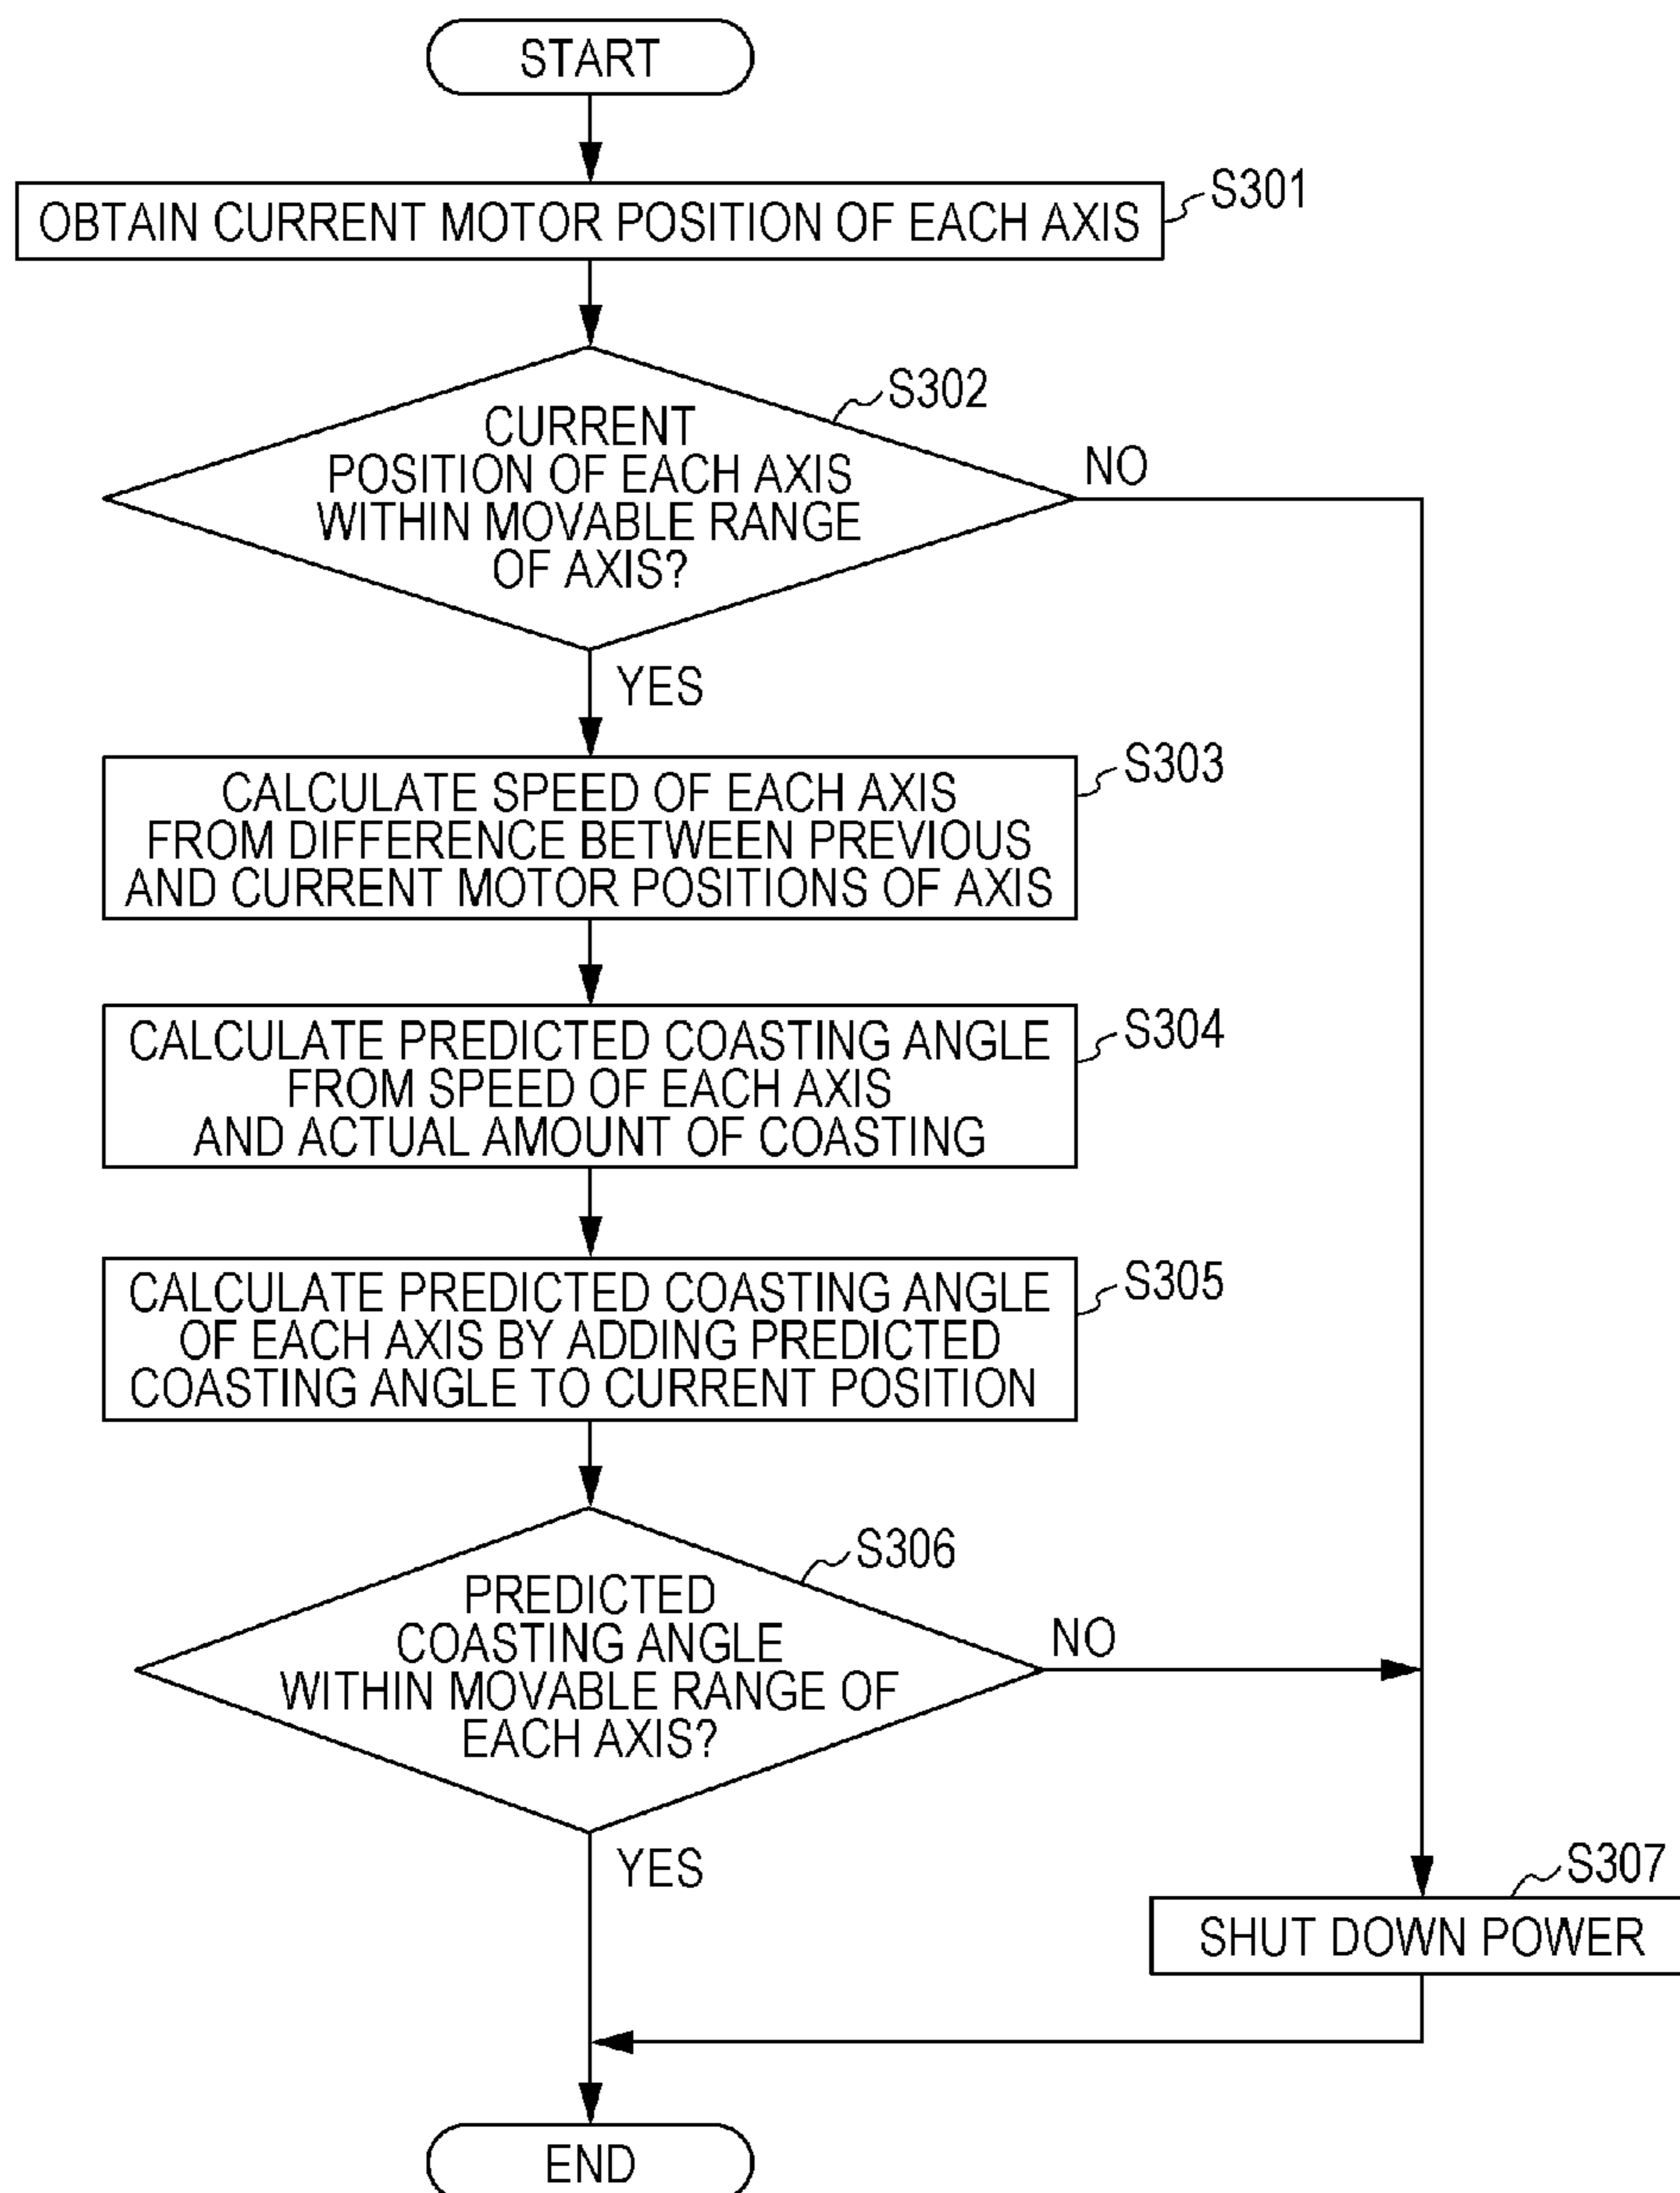 START
OBTAIN CURRENT MOTOR POSITION OF EACH AXIS
S301
S302
CURRENT
POSITION OF EACH AXIS
WITHIN MOVABLE RANGE
OF AXIS?
NO
YES
S303
CALCULATE SPEED OF EACH AXIS
FROM DIFFERENCE BETWEEN PREVIOUS
AND CURRENT MOTOR POSITIONS OF AXIS
S304
CALCULATE PREDICTED COASTING ANGLE
FROM SPEED OF EACH AXIS
AND ACTUAL AMOUNT OF COASTING
S305
CALCULATE PREDICTED COASTING ANGLE
OF EACH AXIS BY ADDING PREDICTED
COASTING ANGLE TO CURRENT POSITION
S306
PREDICTED
COASTING ANGLE
WITHIN MOVABLE RANGE OF
EACH AXIS?
NO
YES
S307
SHUT DOWN POWER
END